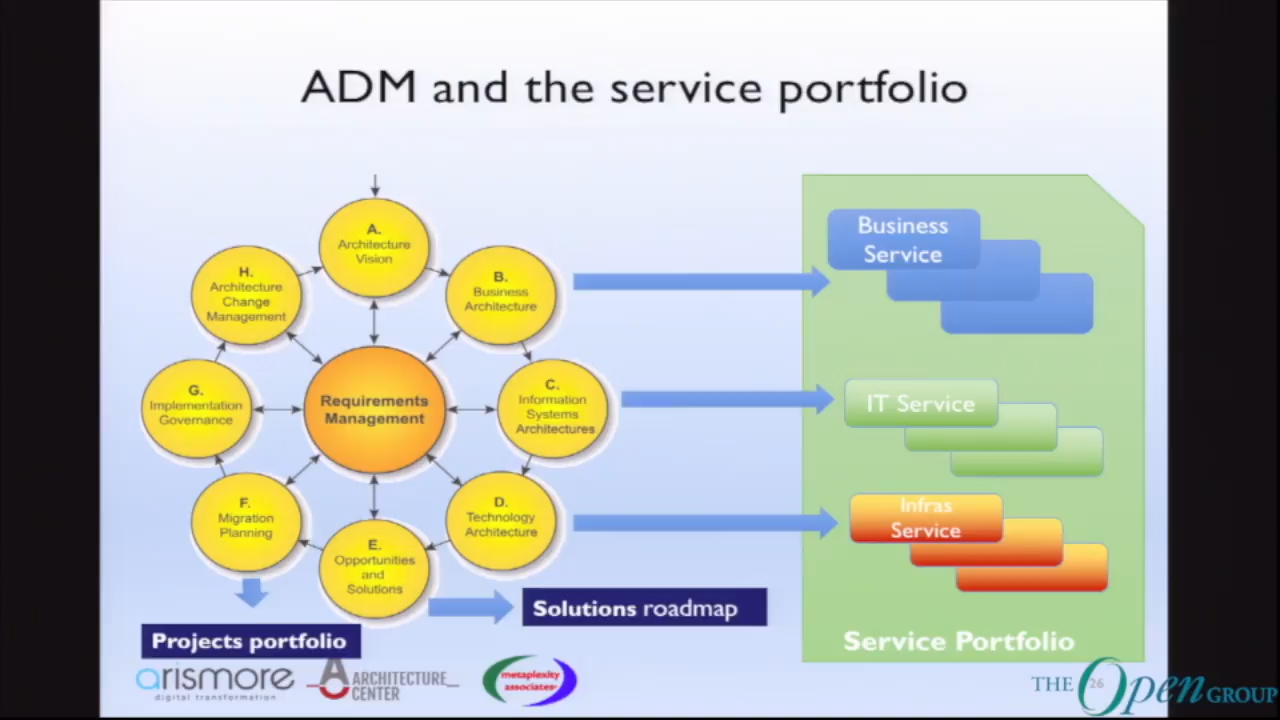 ADM and the service portfolio
A.
Architecture
Vision
B.
Business
Architecture
C.
Information
Systems
Architectures
D.
Technology
Architecture
E.
Opportunities
and
Solutions
F.
Migration
Planning
G.
Implementation
Governance
H.
Architecture
Change
Management
Requirements
Management
Business
Service
IT Service
Infras
Service
Service Portfolio
Solutions roadmap
Projects portfolio
arismore
digital transformation
ARCHITECTURE
CENTER
metaplexity
associates
THE Open GROUP
26